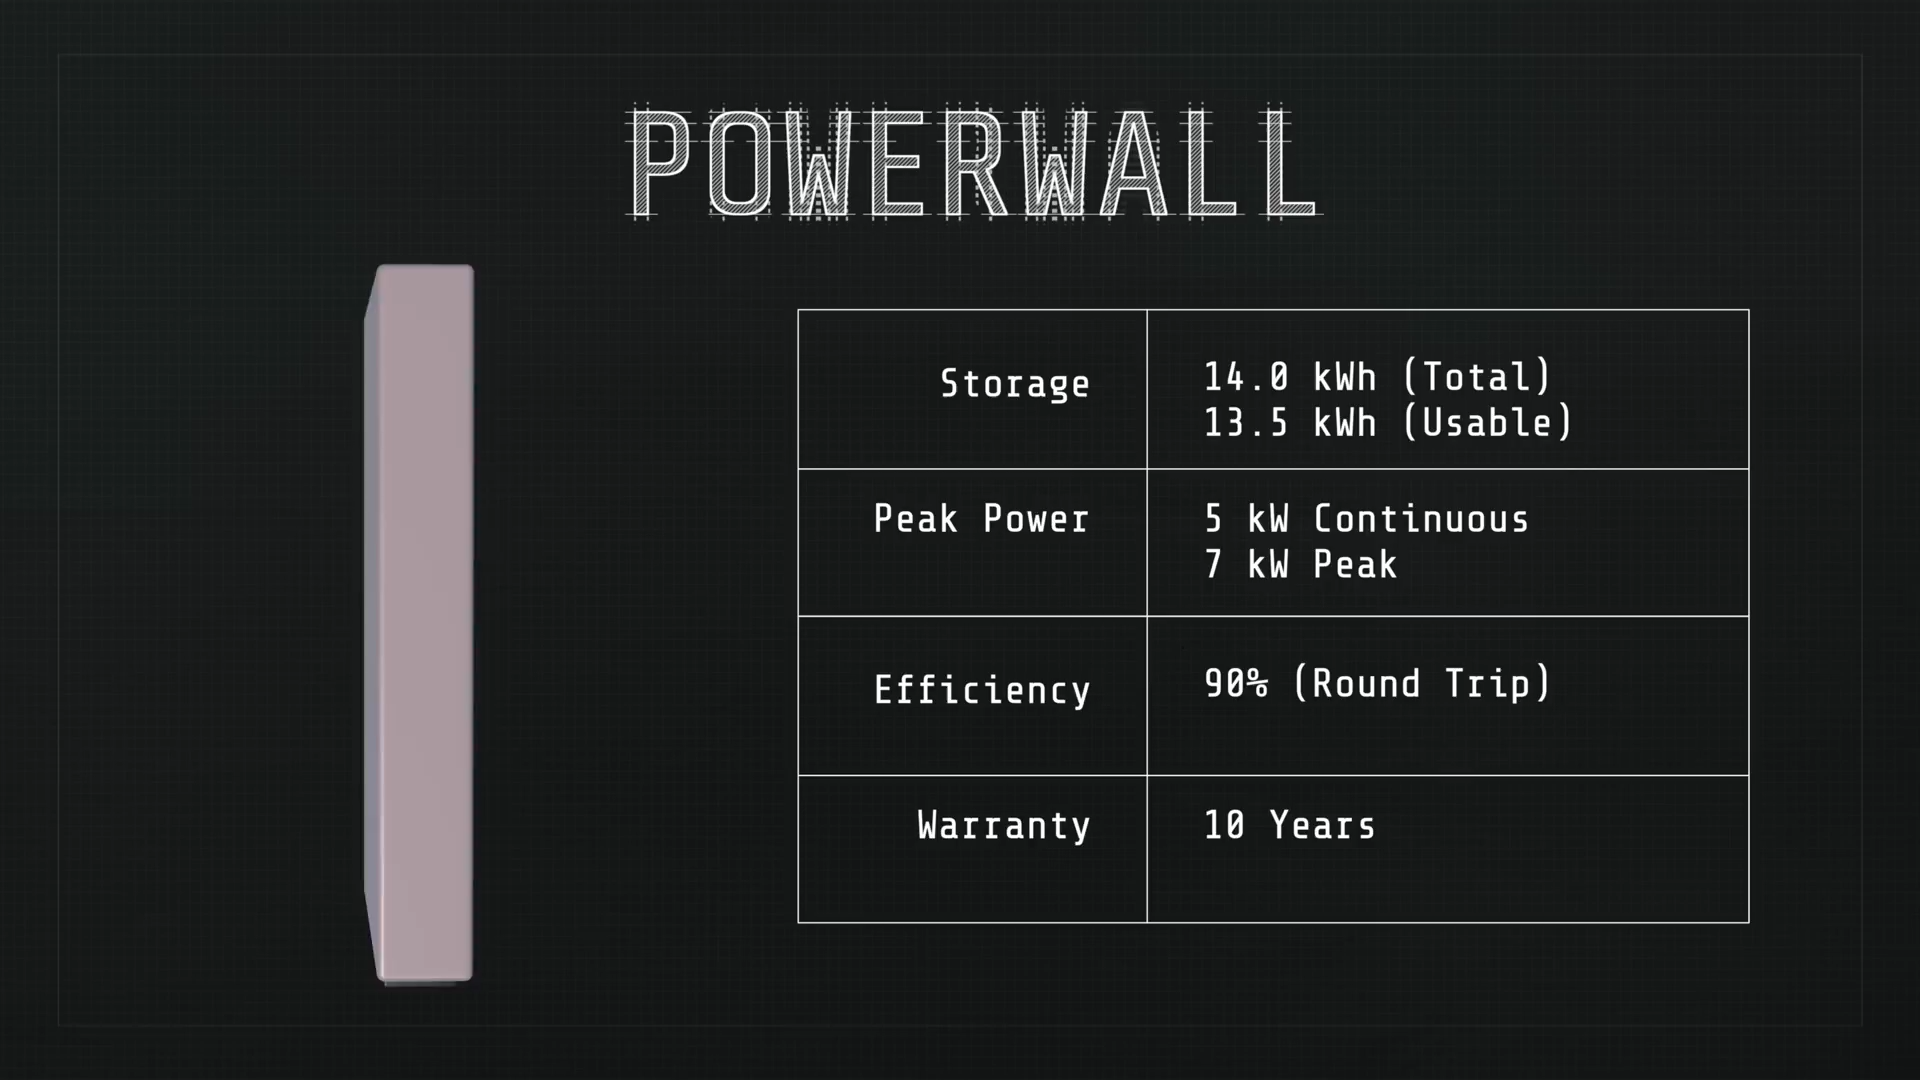 POWERWALL
Storage
14.0 kWh (Total)
13.5 kWh (Usable)
Peak Power
5 kW Continuous
7 kW Peak
Efficiency
90% (Round Trip)
Warranty
10 Years